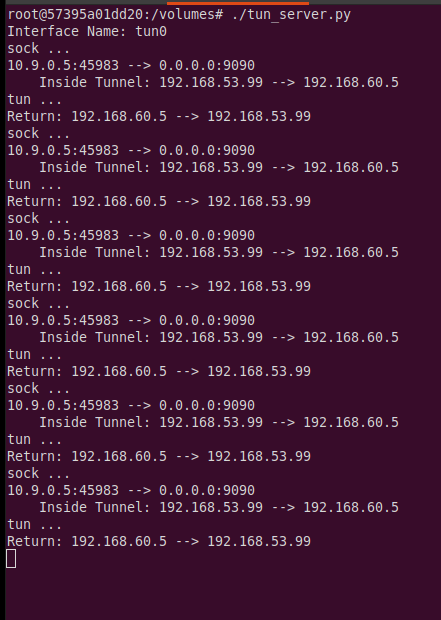 root@57395a01dd20:/volumes# ./tun_server.py
Interface Name: tun0
sock ...
10.9.0.5:45983 --> 0.0.0.0:9090
    Inside Tunnel: 192.168.53.99 --> 192.168.60.5
tun ...
Return: 192.168.60.5 --> 192.168.53.99
sock ...
10.9.0.5:45983 --> 0.0.0.0:9090
    Inside Tunnel: 192.168.53.99 --> 192.168.60.5
tun ...
Return: 192.168.60.5 --> 192.168.53.99
sock ...
10.9.0.5:45983 --> 0.0.0.0:9090
    Inside Tunnel: 192.168.53.99 --> 192.168.60.5
tun ...
Return: 192.168.60.5 --> 192.168.53.99
sock ...
10.9.0.5:45983 --> 0.0.0.0:9090
    Inside Tunnel: 192.168.53.99 --> 192.168.60.5
tun ...
Return: 192.168.60.5 --> 192.168.53.99
sock ...
10.9.0.5:45983 --> 0.0.0.0:9090
    Inside Tunnel: 192.168.53.99 --> 192.168.60.5
tun ...
Return: 192.168.60.5 --> 192.168.53.99
sock ...
10.9.0.5:45983 --> 0.0.0.0:9090
    Inside Tunnel: 192.168.53.99 --> 192.168.60.5
tun ...
Return: 192.168.60.5 --> 192.168.53.99